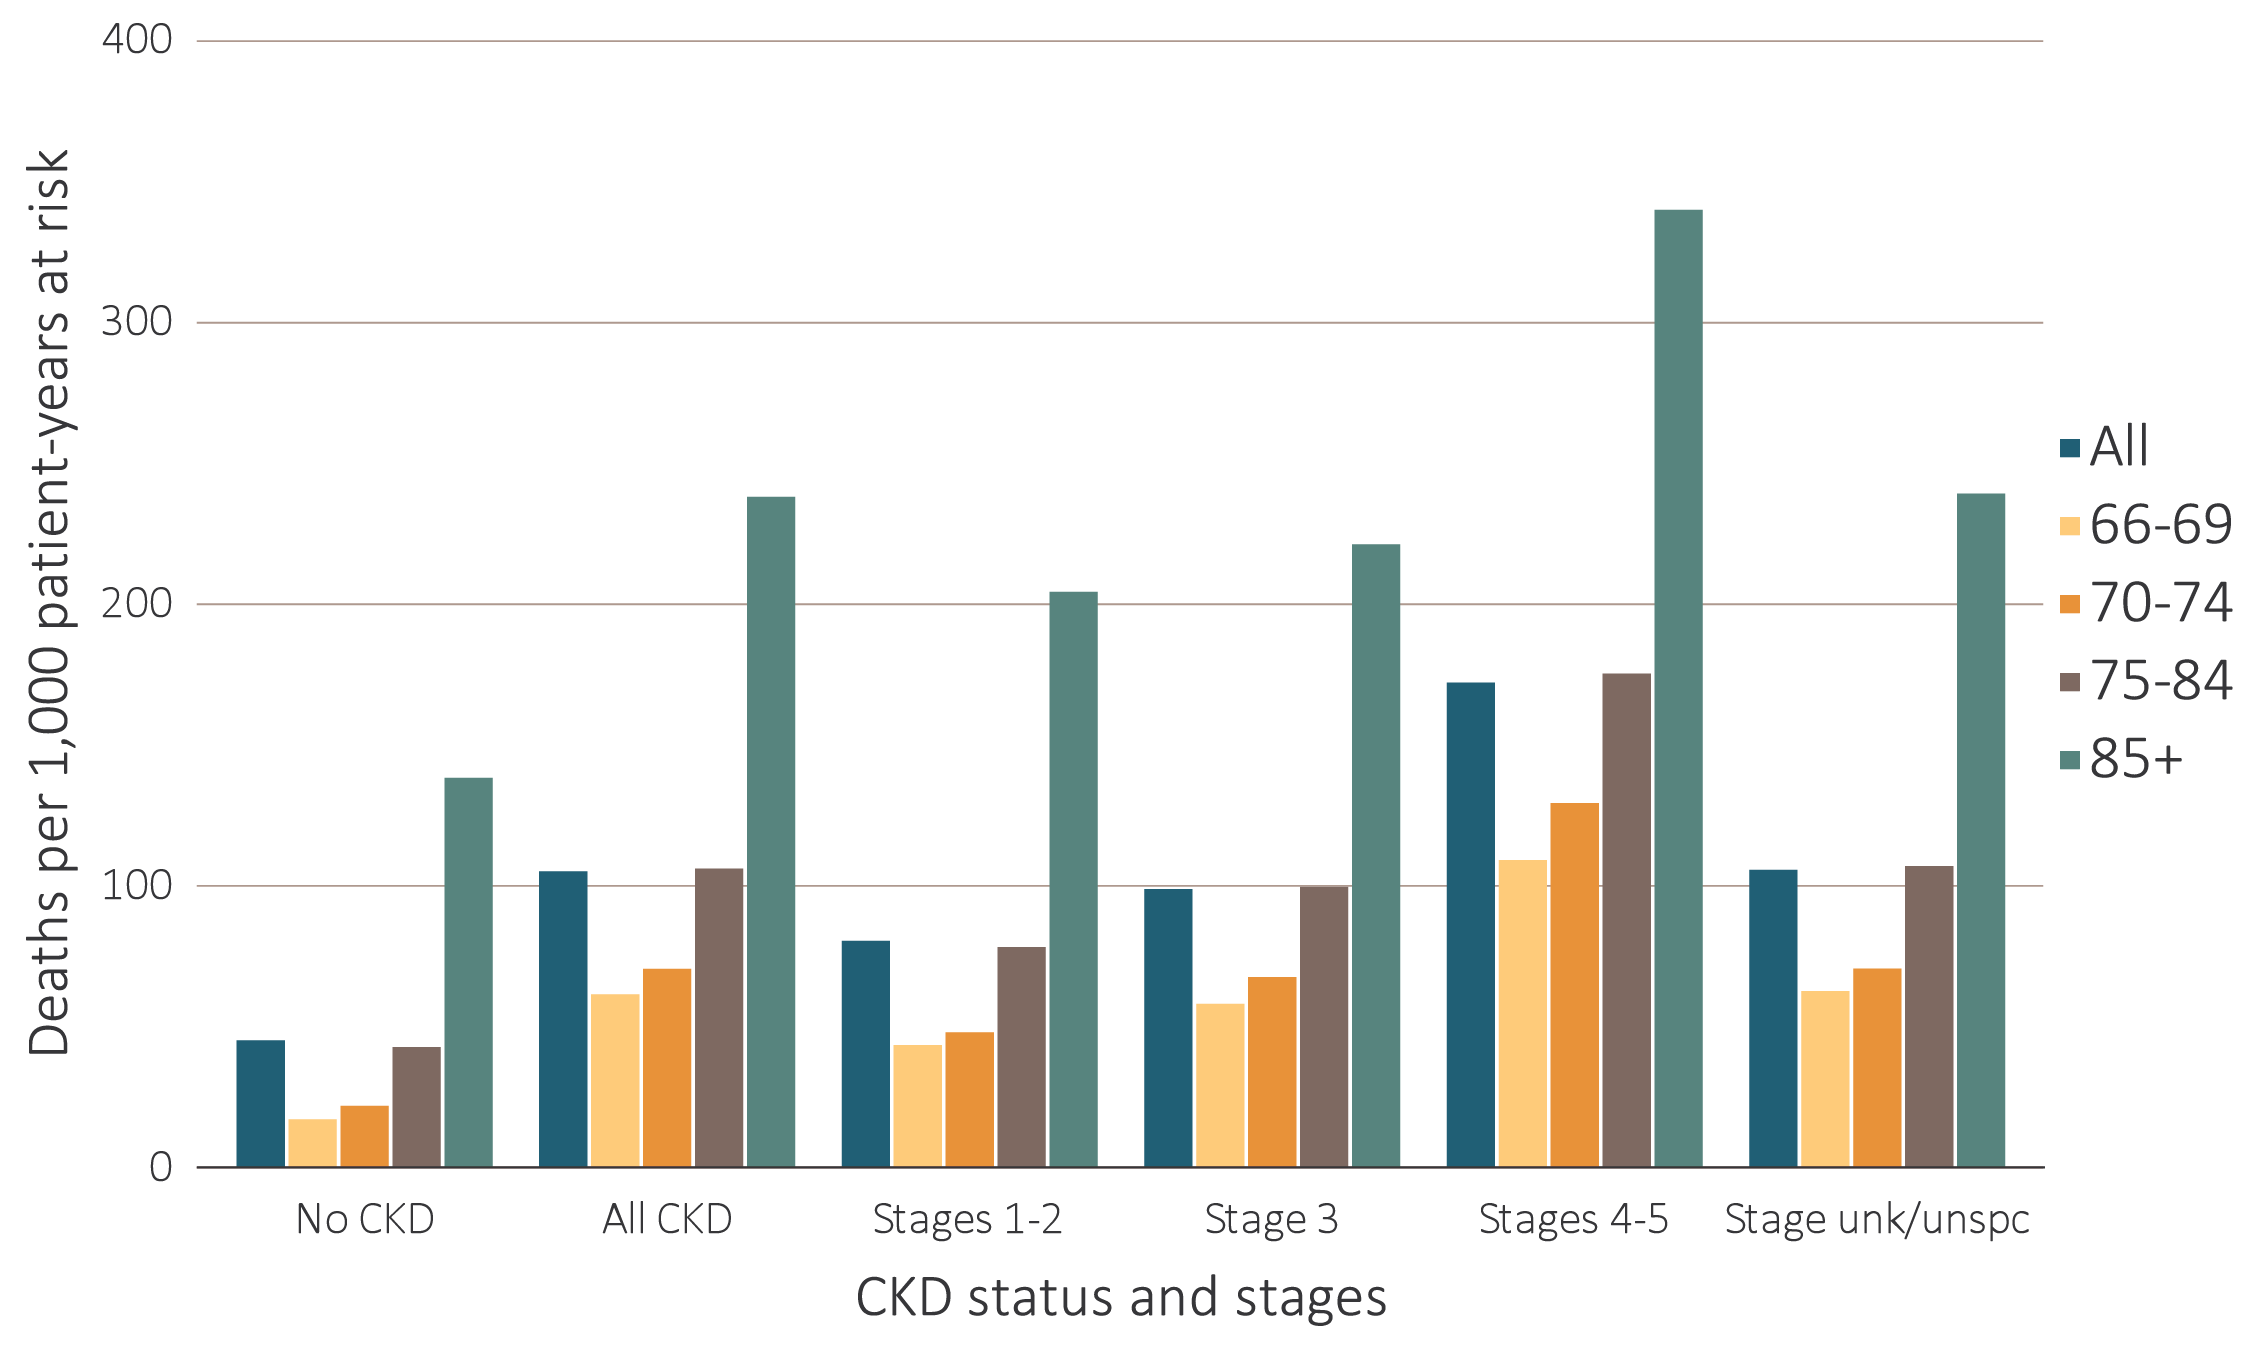 Deaths per 1,000 patient-years at risk
400
300
200
100
0
No CKD
All CKD
Stages 1-2
Stage 3
Stages 4-5
Stage unk/unspc
CKD status and stages
All
66-69
70-74
75-84
85+